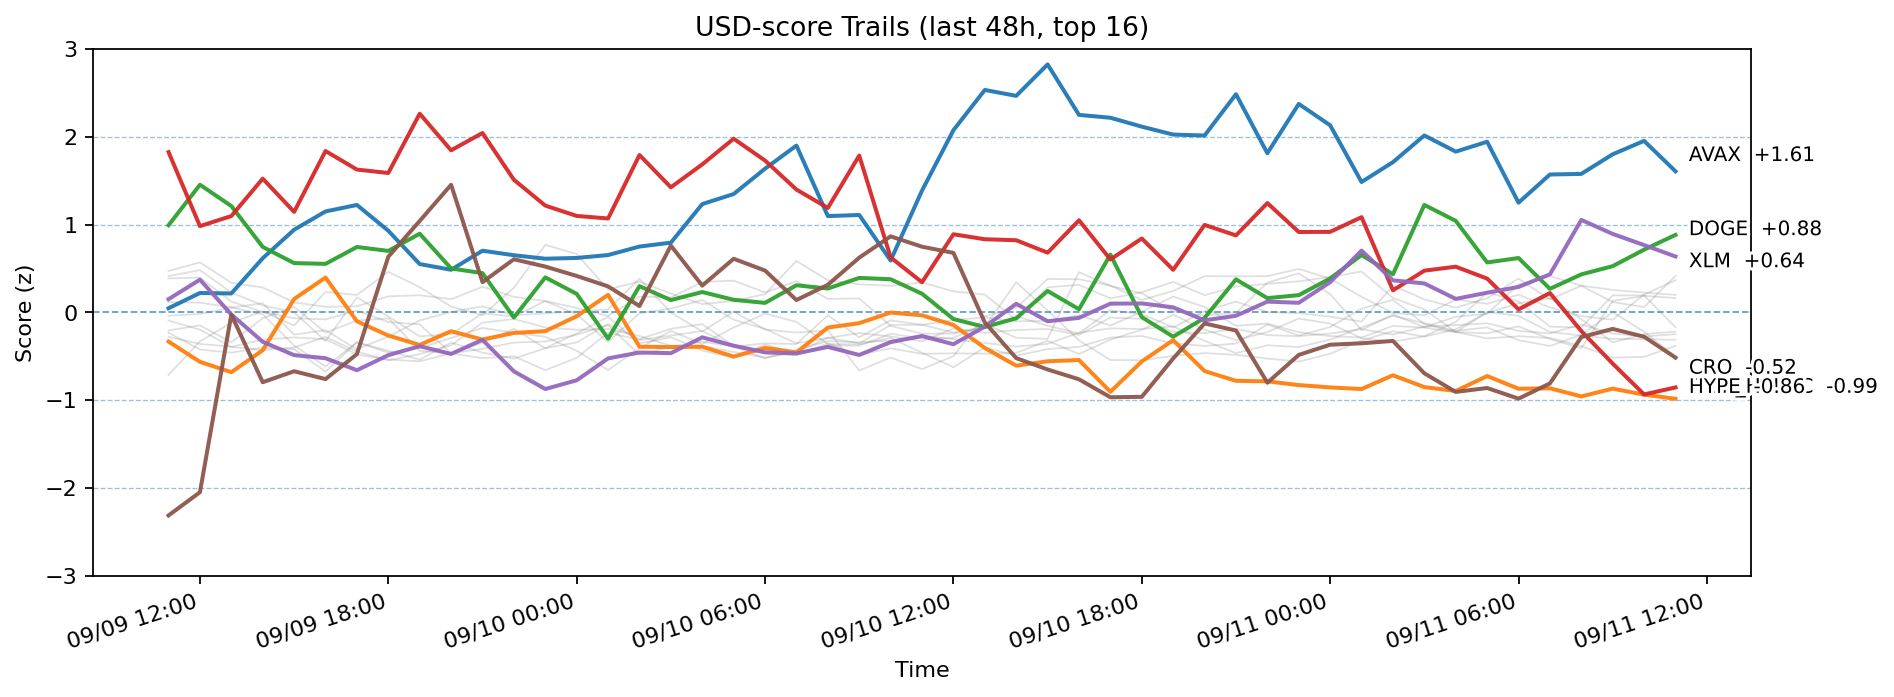 USD-score Trails (last 48h, top 16)
Score (z)
3
2
1
0
−1
−2
−3
AVAX +1.61
DOGE +0.88
XLM +0.64
CRO -0.52
HYPE -0.86
-0.99
09/09 12:00
09/09 18:00
09/10 00:00
09/10 06:00
09/10 12:00
09/10 18:00
09/11 00:00
09/11 06:00
09/11 12:00
Time